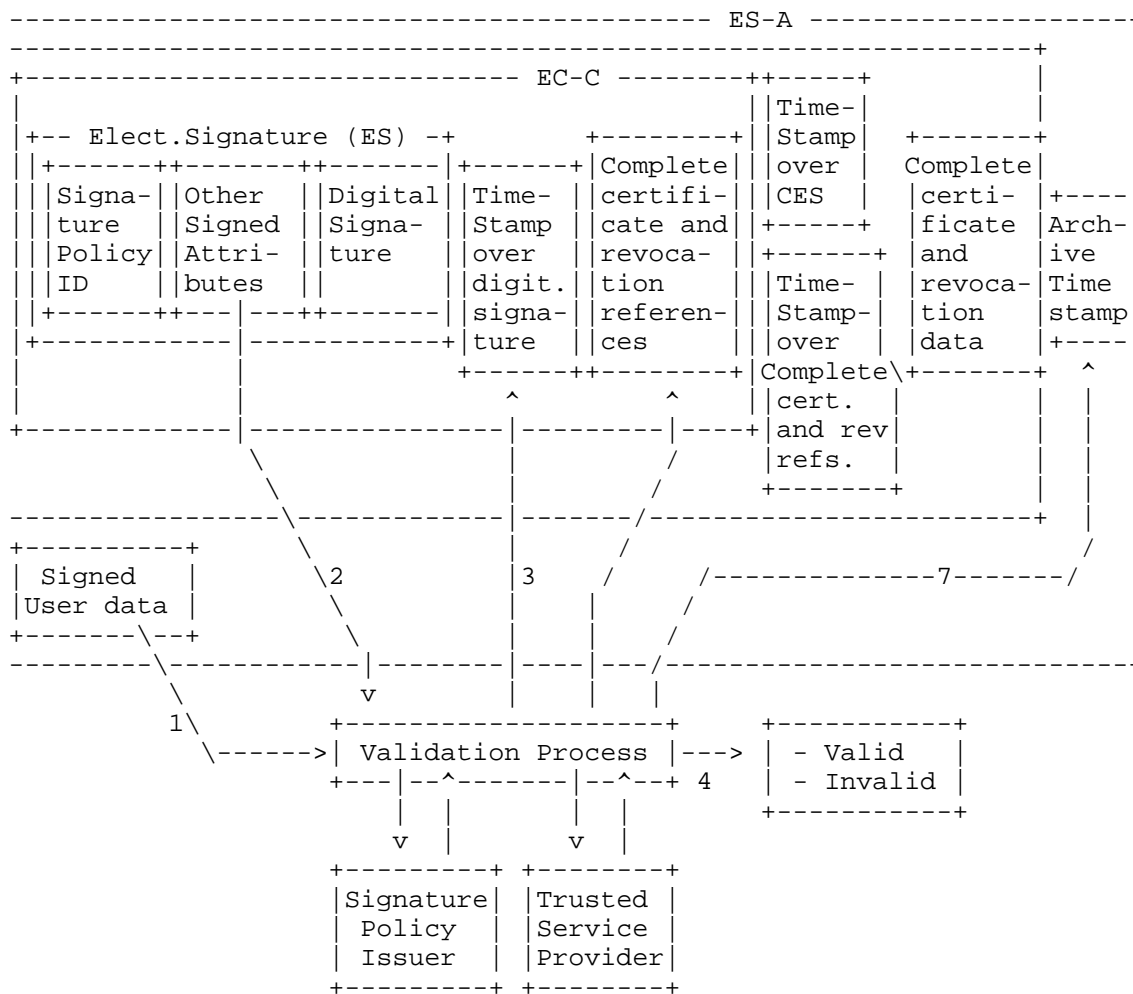 ES-A
EC-C
Time-
Elect.Signature (ES)
Stamp
Complete
over
Complete
Signa-
Other
Digital
Time-
certifi-
CES
certi-
ture
Signed
Signa-
Stamp
cate and
ficate
Arch-
Policy
Attri-
ture
over
revoca-
and
ive
ID
butes
digit.
tion
Time-
revoca-
Time
signa-
referen-
Stamp-
tion
stamp
ture
ces
over
data
Complete
cert.
and rev
refs.
Signed
2
3
7
User data
1
Validation Process
- Valid
4
- Invalid
Signature
Trusted
Policy
Service
Issuer
Provider